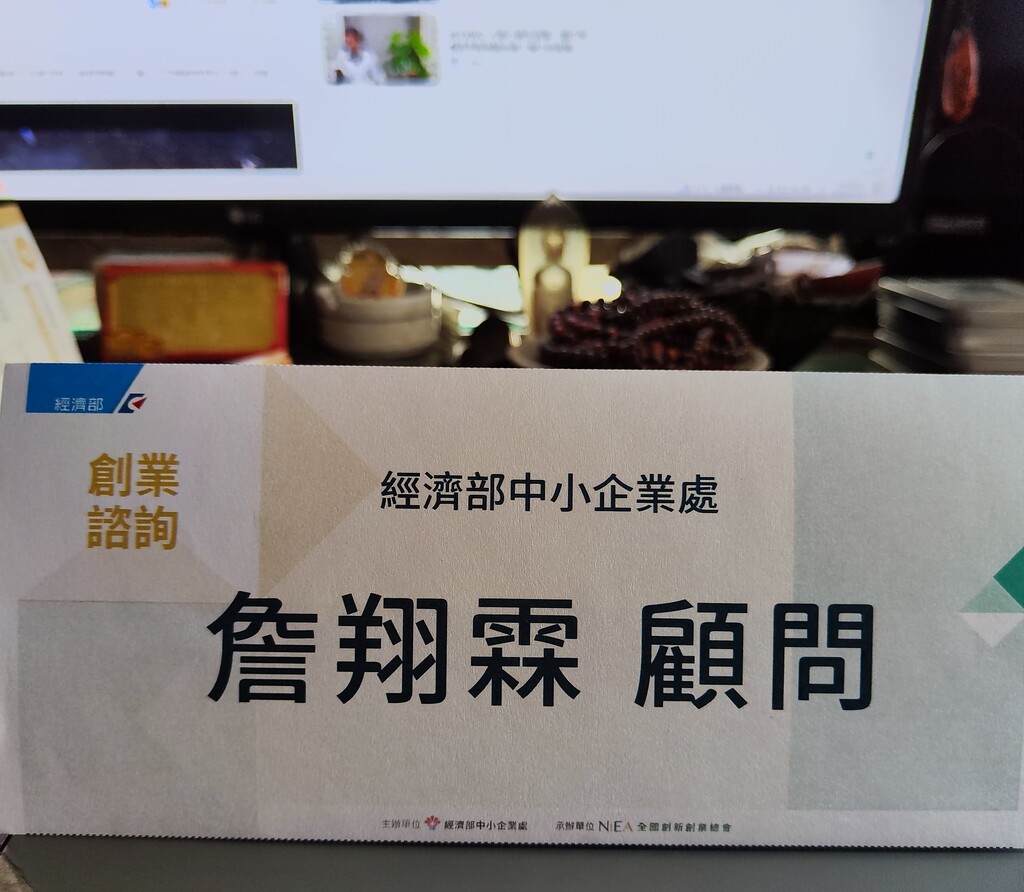 經濟部
創業
諮詢
經濟部中小企業處
詹翔霖 顧問
主辦單位 經濟部中小企業處 承辦單位 NiEA 全國創新創業總會